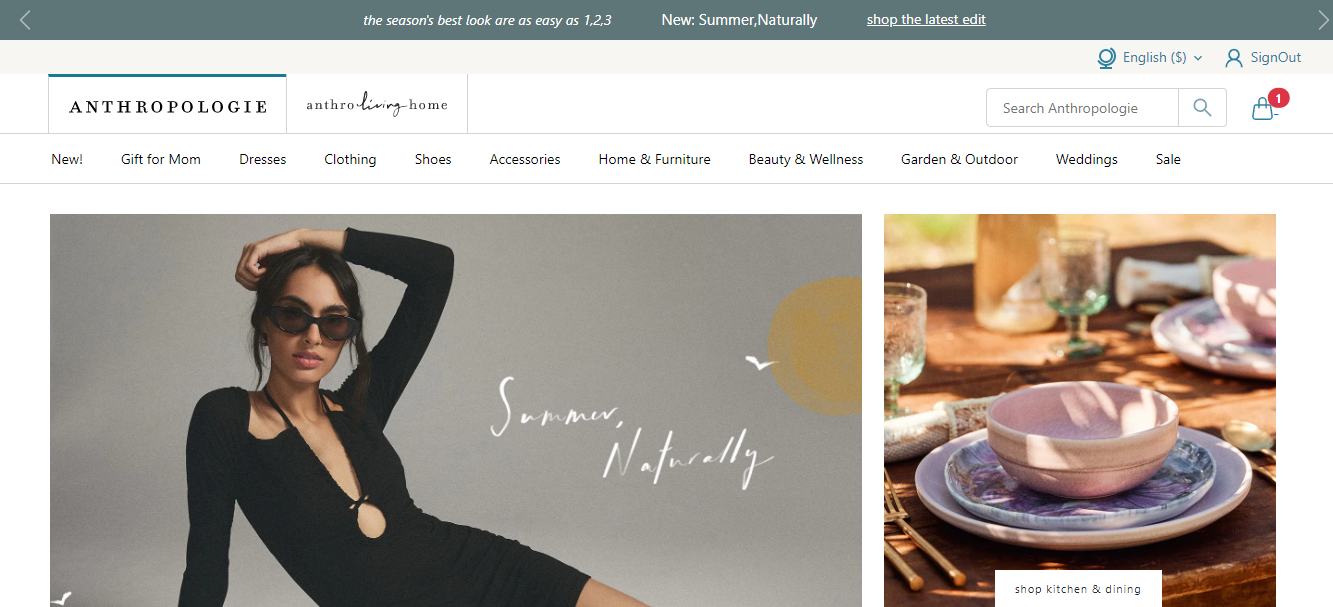 the season's best look are as easy as 1,2,3 New: Summer,Naturally shop the latest edit
English ($) SignOut
ANTHROPOLOGIE anthro living home Search Anthropologie 1
New! Gift for Mom Dresses Clothing Shoes Accessories Home & Furniture Beauty & Wellness Garden & Outdoor Weddings Sale
Summer,
Naturally
shop kitchen & dining